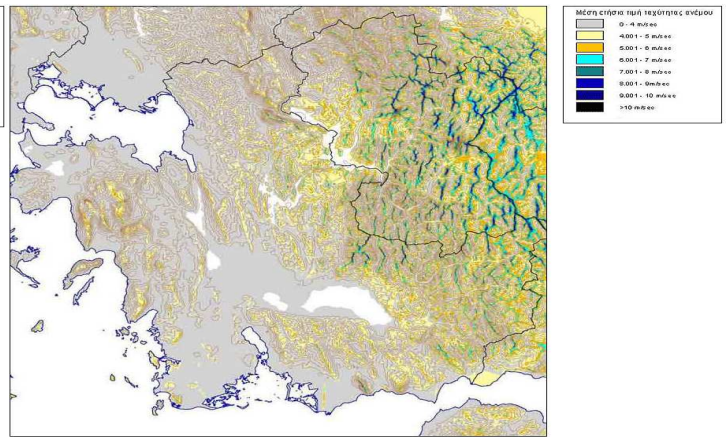 Μέση ετήσια τιμή ταχύτητας ανέμου
0 - 4 m/sec
4.001 - 5 m/sec
5.001 - 6 m/sec
6.001 - 7 m/sec
7.001 - 8 m/sec
8.001 - 9m/sec
9.001 - 10 m/sec
>10 m/sec